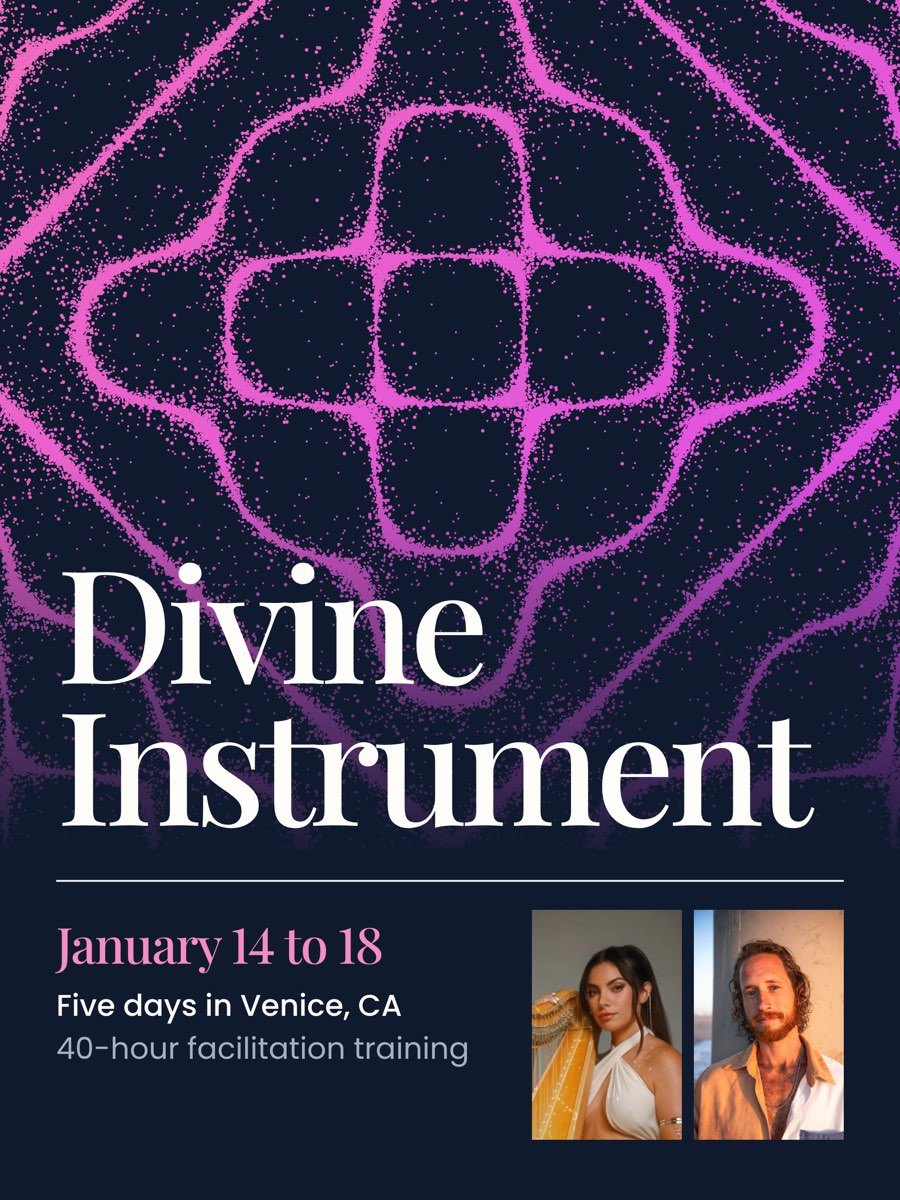 Divine
Instrument
January 14 to 18
Five days in Venice, CA
40-hour facilitation training